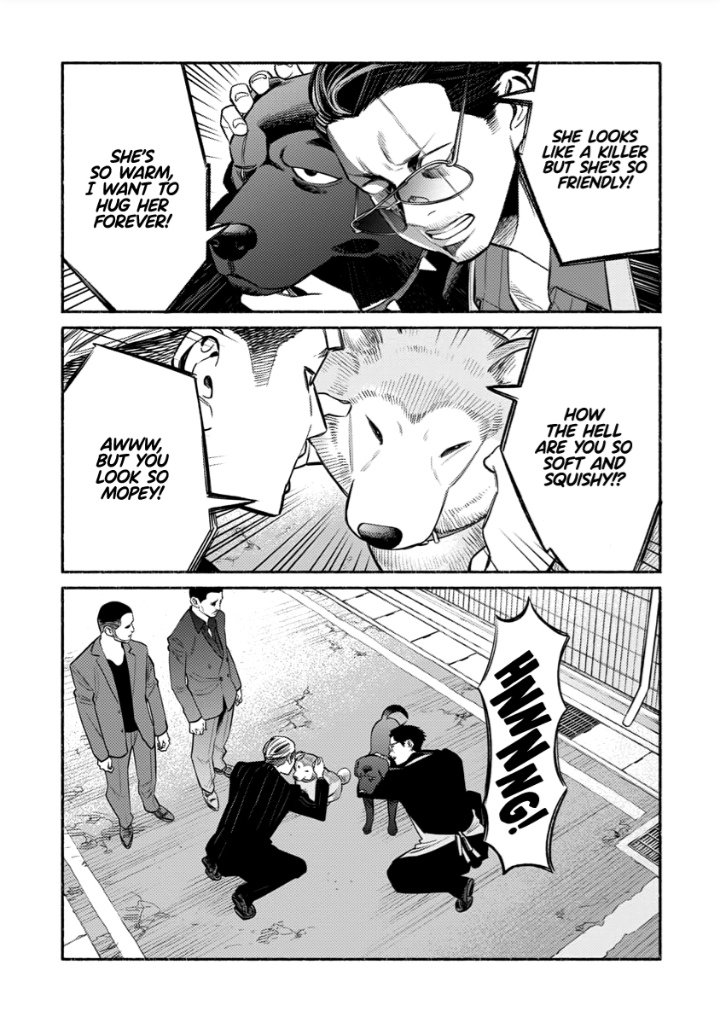 SHE LOOKS
LIKE A KILLER
BUT SHE'S SO
FRIENDLY!
SHE'S
SO WARM,
I WANT TO
HUG HER
FOREVER!
HOW
THE HELL
ARE YOU SO
SOFT AND
SQUISHY!?
AWWW,
BUT YOU
LOOK SO
MOPEY!
HNNNNG!